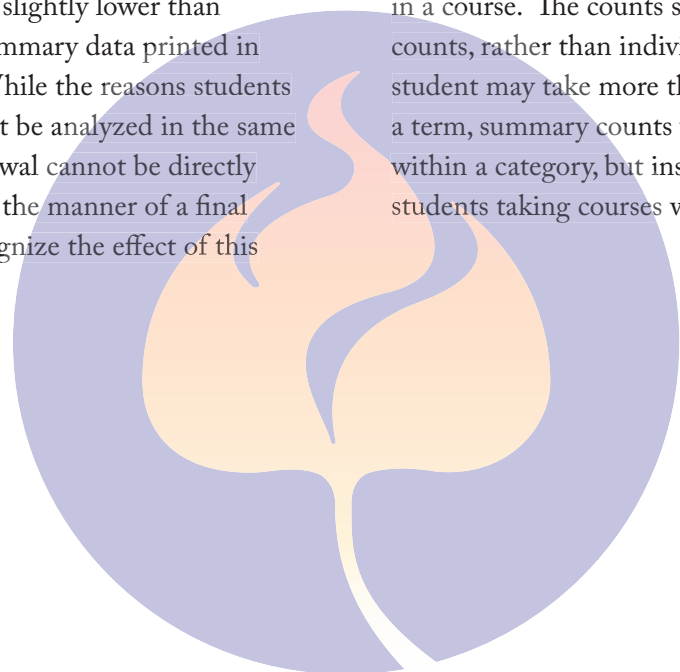 slightly lower than
mmary data printed in
hile the reasons students
t be analyzed in the same
wal cannot be directly
the manner of a final
gnize the effect of this
in a course.  The counts s
counts, rather than indivi
student may take more th
a term, summary counts
within a category, but ins
students taking courses w